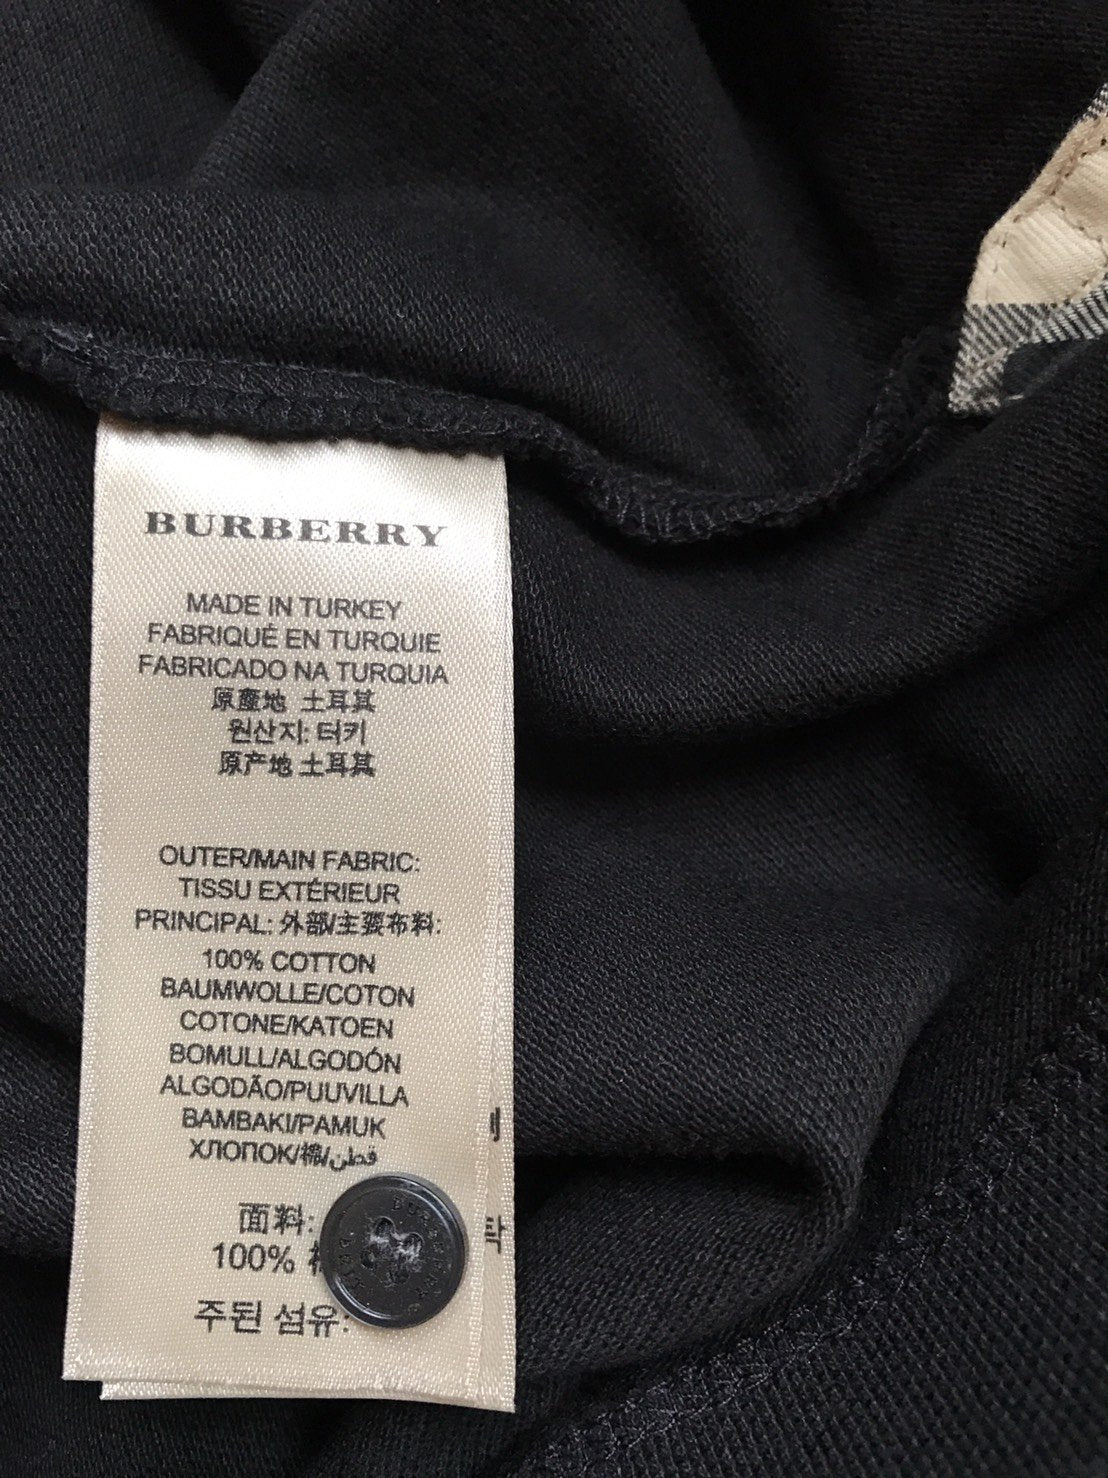 BURBERRY
MADE IN TURKEY
FABRIQUÉ EN TURQUIE
FABRICADO NA TURQUIA
原產地 土耳其
원산지: 터키
原产地 土耳其
OUTER/MAIN FABRIC:
TISSU EXTÉRIEUR
PRINCIPAL: 外部/主要布料:
100% COTTON
BAUMWOLLE/COTON
COTONE/KATOEN
BOMULL/ALGODÓN
ALGODÃO/PUUVILLA
BAMBAKI/PAMUK
ХЛОПОК/棉/قطن
面料:
100%
주된 섬유:
BURBERRY